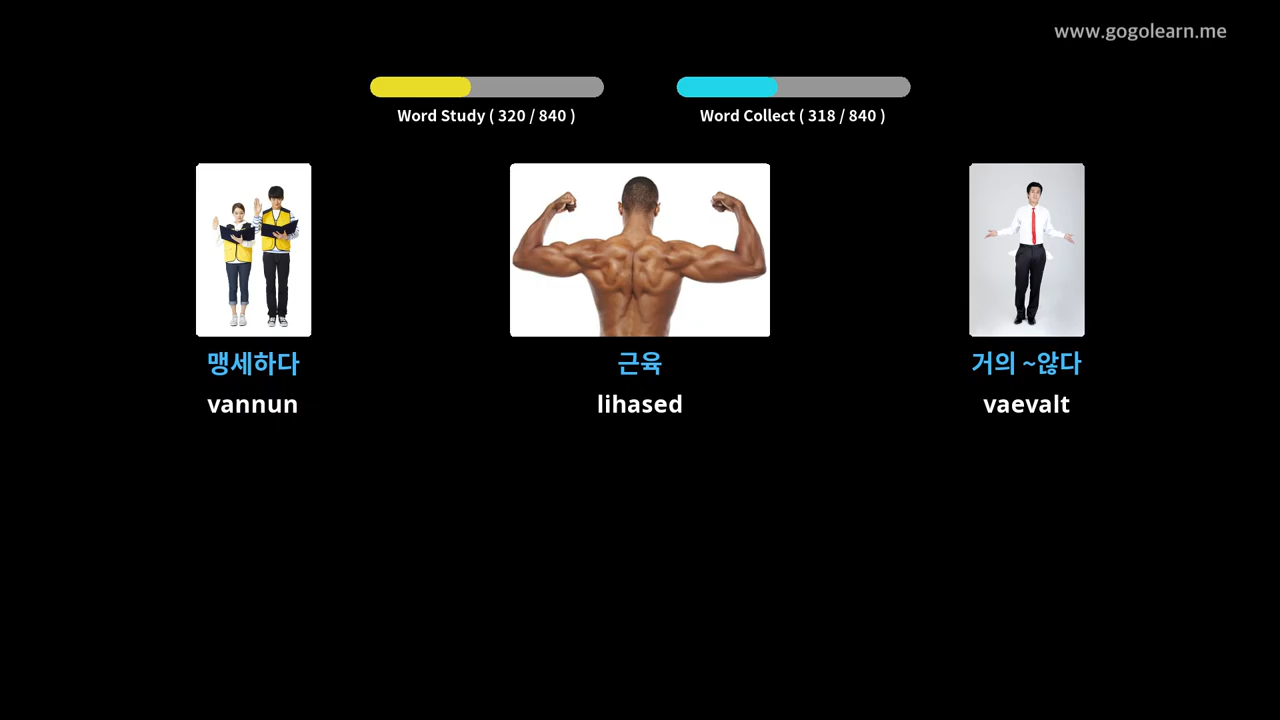 www.gogolearn.me
Word Study ( 320 / 840 )
Word Collect ( 318 / 840 )
맹세하다
vannun
근육
lihased
거의 ~않다
vaevalt